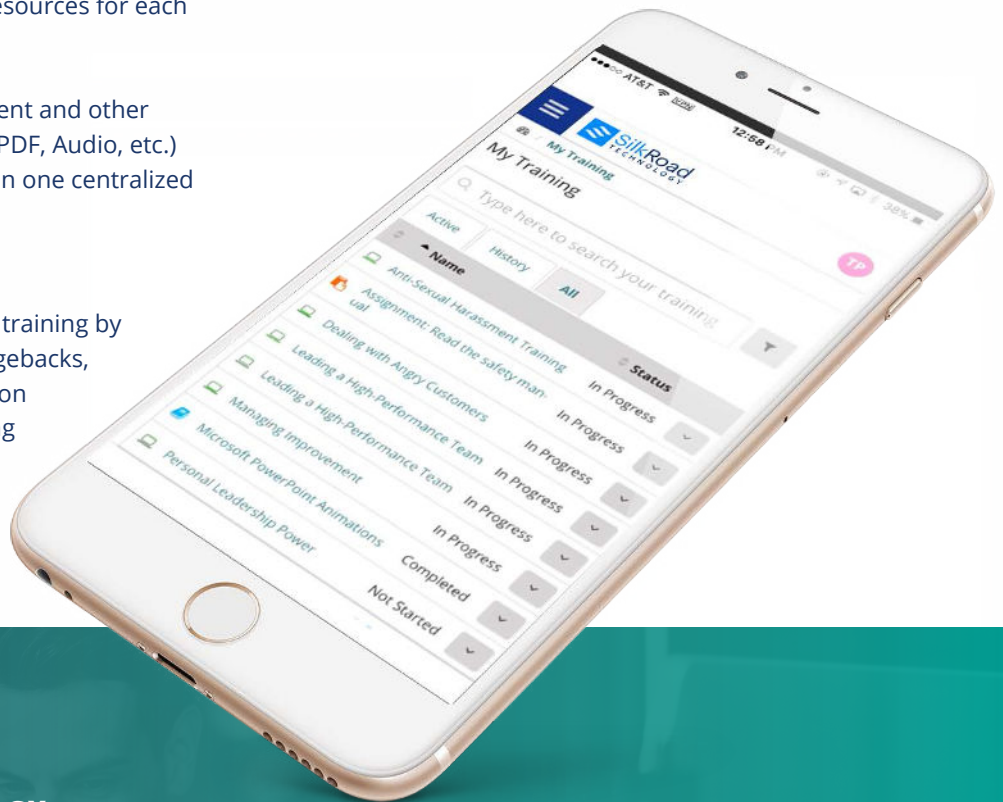 esources for each
ent and other
PDF, Audio, etc.)
n one centralized
training by
gebacks,
on
g
AT&T VPN 12:58 PM 38%
SilkRoad
TECHNOLOGY
My Training
My Training
Type here to search your training
TP
Active History All
Name Status
Anti-Sexual Harassment Training In Progress
Assignment: Read the safety man-
ual In Progress
Dealing with Angry Customers In Progress
Leading a High-Performance Team In Progress
Leading a High-Performance Team In Progress
Managing Improvement In Progress
Microsoft PowerPoint Animations Completed
Personal Leadership Power Not Started